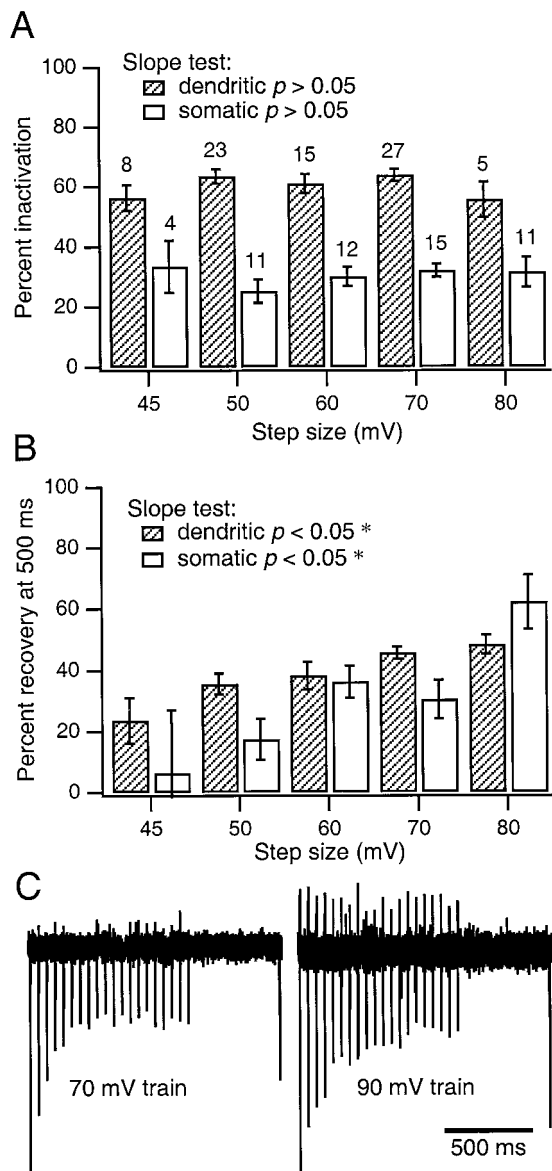 A
Slope test:
dendritic p > 0.05
somatic p > 0.05
Percent inactivation
100
80
60
40
20
0
8
4
23
11
15
12
27
15
5
11
45
50
60
70
80
Step size (mV)
B
Slope test:
dendritic p < 0.05 *
somatic p < 0.05 *
Percent recovery at 500 ms
100
80
60
40
20
0
45
50
60
70
80
Step size (mV)
C
70 mV train
90 mV train
500 ms